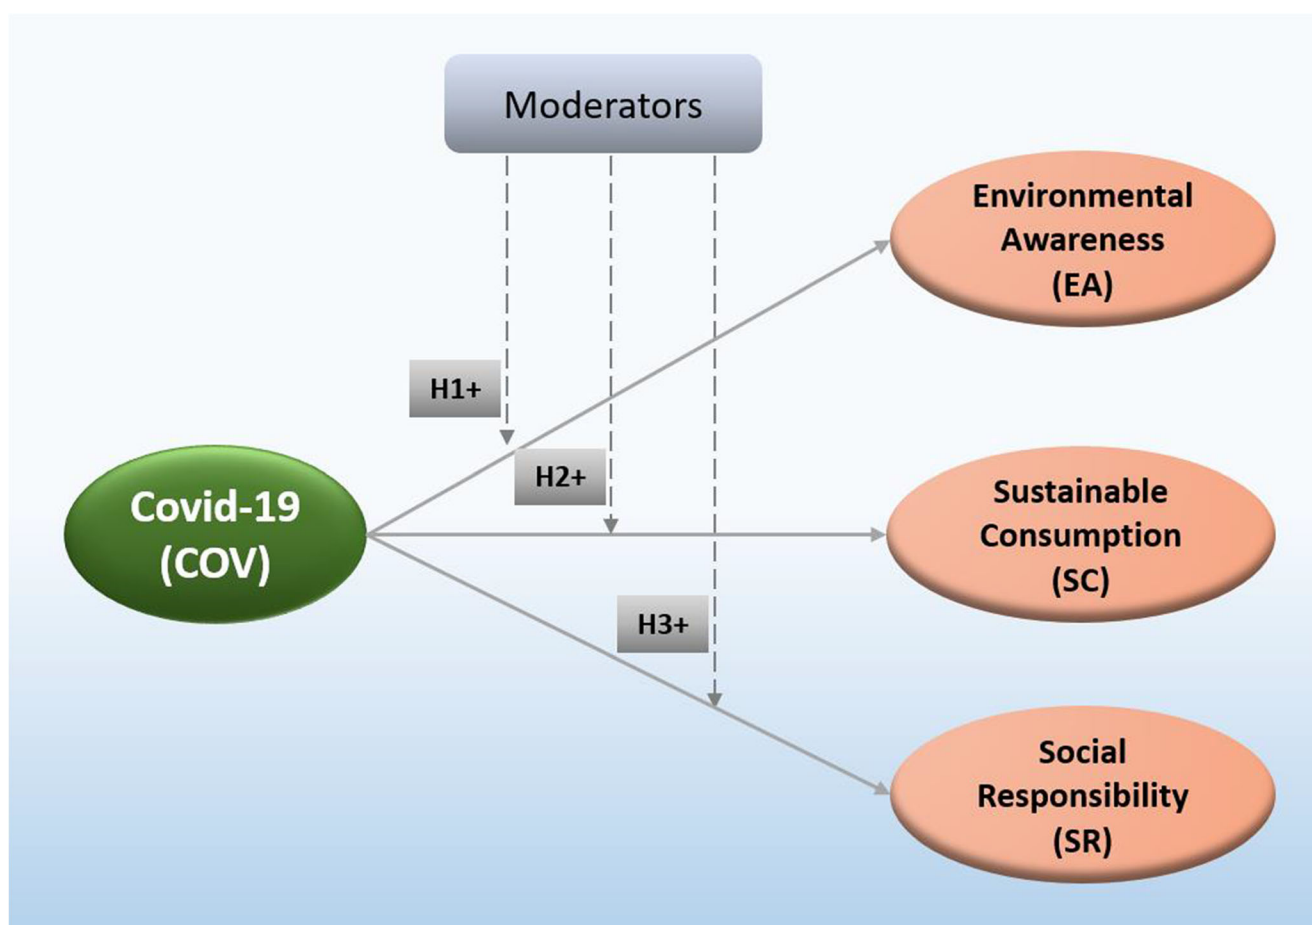 Moderators
Environmental
Awareness
(EA)
H1+
Covid-19
(COV)
H2+
Sustainable
Consumption
(SC)
H3+
Social
Responsibility
(SR)